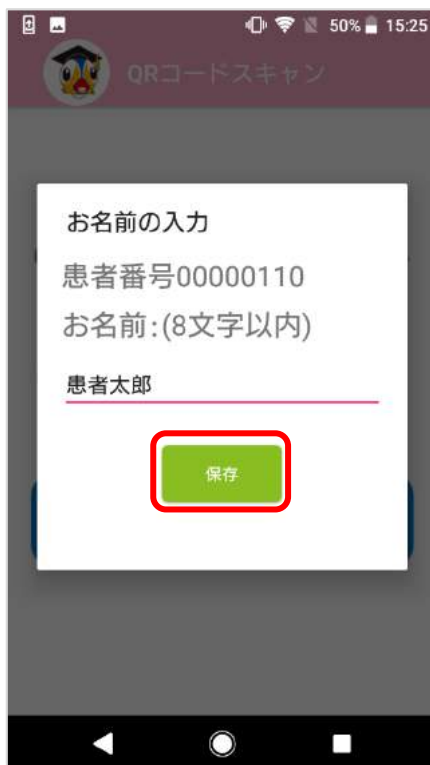 50% 15:25
QRコードスキャン
お名前の入力
患者番号00000110
お名前:(8文字以内)
患者太郎
保存